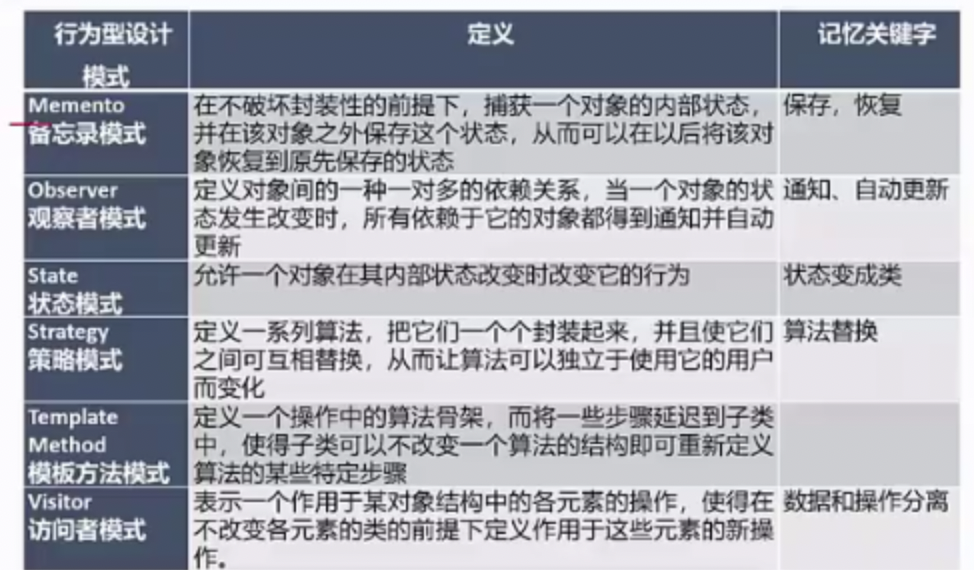 行为型设计
模式
定义
记忆关键字
Memento
备忘录模式
在不破坏封装性的前提下，捕获一个对象的内部状态，
并在该对象之外保存这个状态，从而可以在以后将该对
象恢复到原先保存的状态
保存，恢复
Observer
观察者模式
定义对象间的一种一对多的依赖关系，当一个对象的状
态发生改变时，所有依赖于它的对象都得到通知并自动
更新
通知、自动更新
State
状态模式
允许一个对象在其内部状态改变时改变它的行为
状态变成类
Strategy
策略模式
定义一系列算法，把它们一个个封装起来，并且使它们
之间可互相替换，从而让算法可以独立于使用它的用户
而变化
算法替换
Template
Method
模板方法模式
定义一个操作中的算法骨架，而将一些步骤延迟到子类
中，使得子类可以不改变一个算法的结构即可重新定义
算法的某些特定步骤
Visitor
访问者模式
表示一个作用于某对象结构中的各元素的操作，使得在
不改变各元素的类的前提下定义作用于这些元素的新操
作。
数据和操作分离